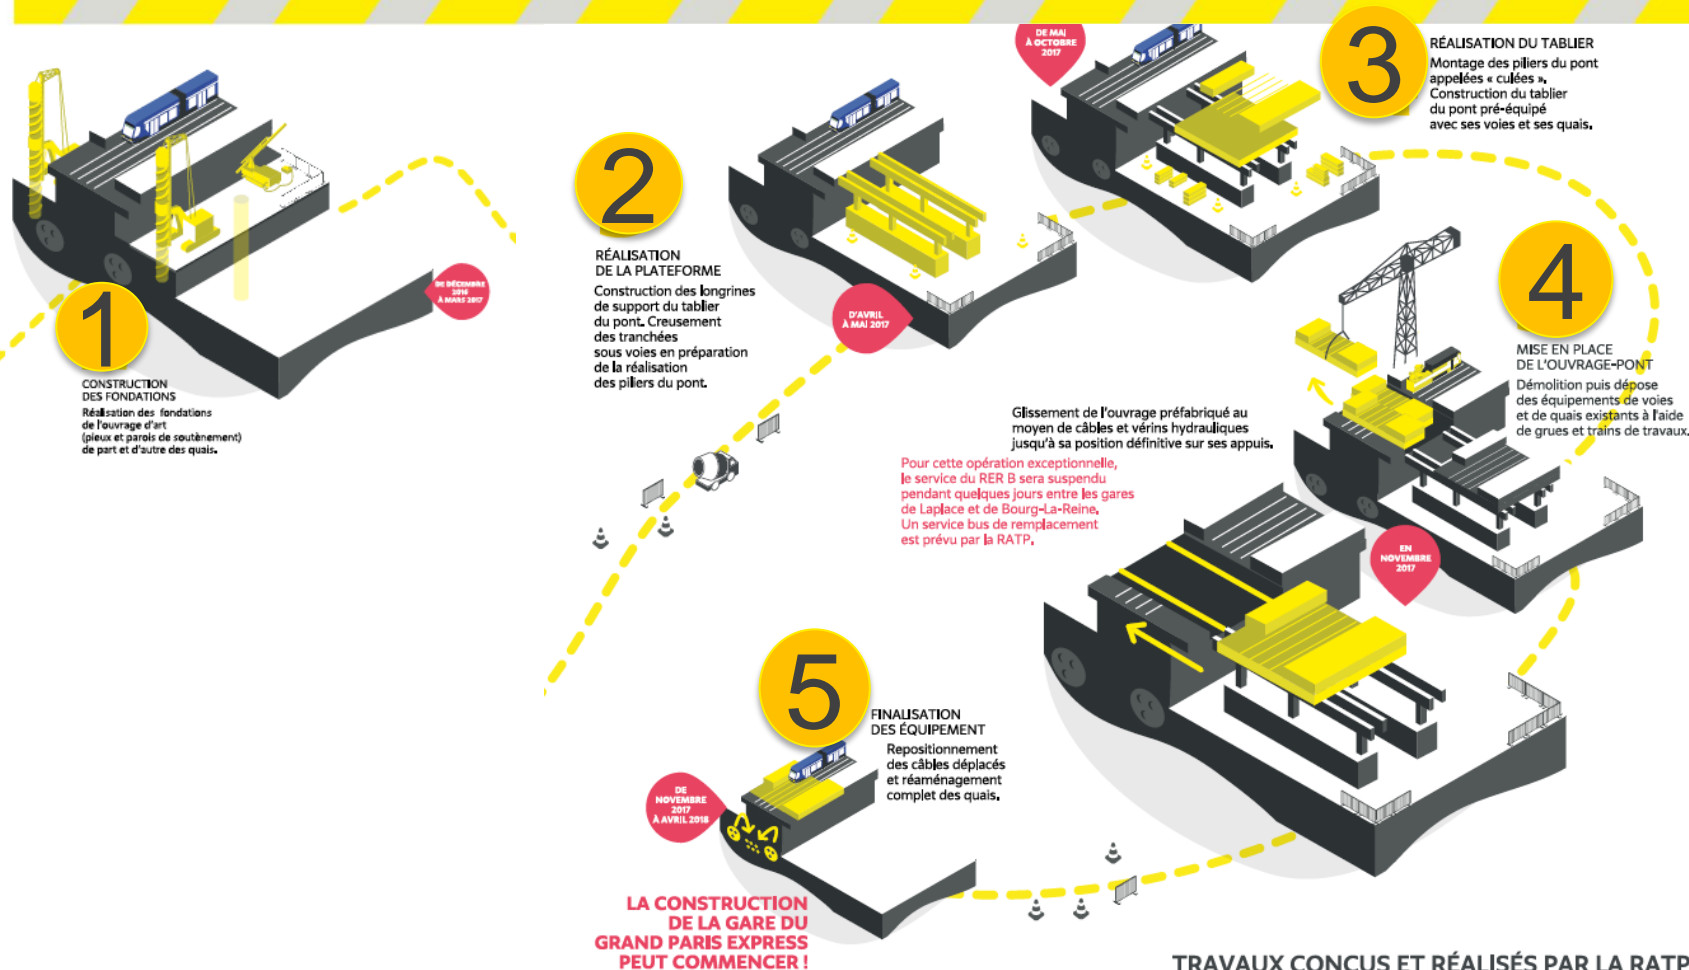 1
CONSTRUCTION
DES FONDATIONS
Réalisation des fondations
de l'ouvrage d'art
(pieux et parois de soutènement)
de part et d'autre des quais.
DE DÉCEMBRE
2016
À MARS 2017
2
RÉALISATION
DE LA PLATEFORME
Construction des longrines
de support du tablier
du pont. Creusement
des tranchées
sous voies en préparation
de la réalisation
des piliers du pont.
D'AVRIL
À MAI 2017
DE MAI
À OCTOBRE
2017
3
RÉALISATION DU TABLIER
Montage des piliers du pont
appelées « culées ».
Construction du tablier
du pont pré-équipé
avec ses voies et ses quais.
4
MISE EN PLACE
DE L'OUVRAGE-PONT
Démolition puis dépose
des équipements de voies
et de quais existants à l'aide
de grues et trains de travaux.
Glissement de l'ouvrage préfabriqué au
moyen de câbles et vérins hydrauliques
jusqu'à sa position définitive sur ses appuis.
Pour cette opération exceptionnelle,
le service du RER B sera suspendu
pendant quelques jours entre les gares
de Laplace et de Bourg-La-Reine.
Un service bus de remplacement
est prévu par la RATP.
EN
NOVEMBRE
2017
5
FINALISATION
DES ÉQUIPEMENT
Repositionnement
des câbles déplacés
et réaménagement
complet des quais.
DE
NOVEMBRE
2017
À AVRIL 2018
LA CONSTRUCTION
DE LA GARE DU
GRAND PARIS EXPRESS
PEUT COMMENCER !
TRAVAUX CONÇUS ET RÉALISÉS PAR LA RATP